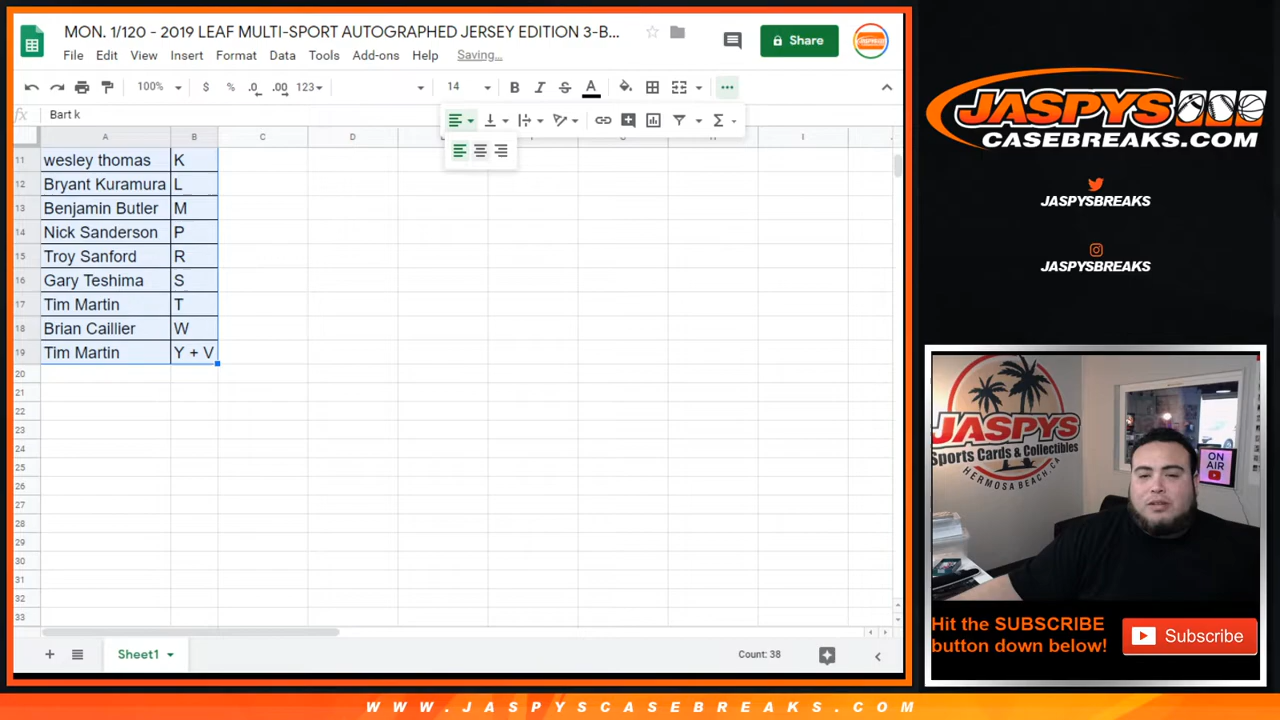 MON. 1/120 - 2019 LEAF MULTI-SPORT AUTOGRAPHED JERSEY EDITION 3-B...
Share
File Edit View Insert Format Data Tools Add-ons Help Saving...
100% $ % .0 .00 123 14 B I S A
fx Bart k
A B C D I
11 wesley thomas K
12 Bryant Kuramura L
13 Benjamin Butler M
14 Nick Sanderson P
15 Troy Sanford R
16 Gary Teshima S
17 Tim Martin T
18 Brian Caillier W
19 Tim Martin Y + V
20
21
22
23
24
25
26
27
28
29
30
31
32
33
Sheet1
Count: 38
JASPYS
CASEBREAKS.COM
JASPYSBREAKS
JASPYSBREAKS
JASPYS
Sports Cards & Collectibles
HERMOSA BEACH, CA
ON
AIR
Hit the SUBSCRIBE
button down below!
Subscribe
WWW.JASPYSCASEBREAKS.COM